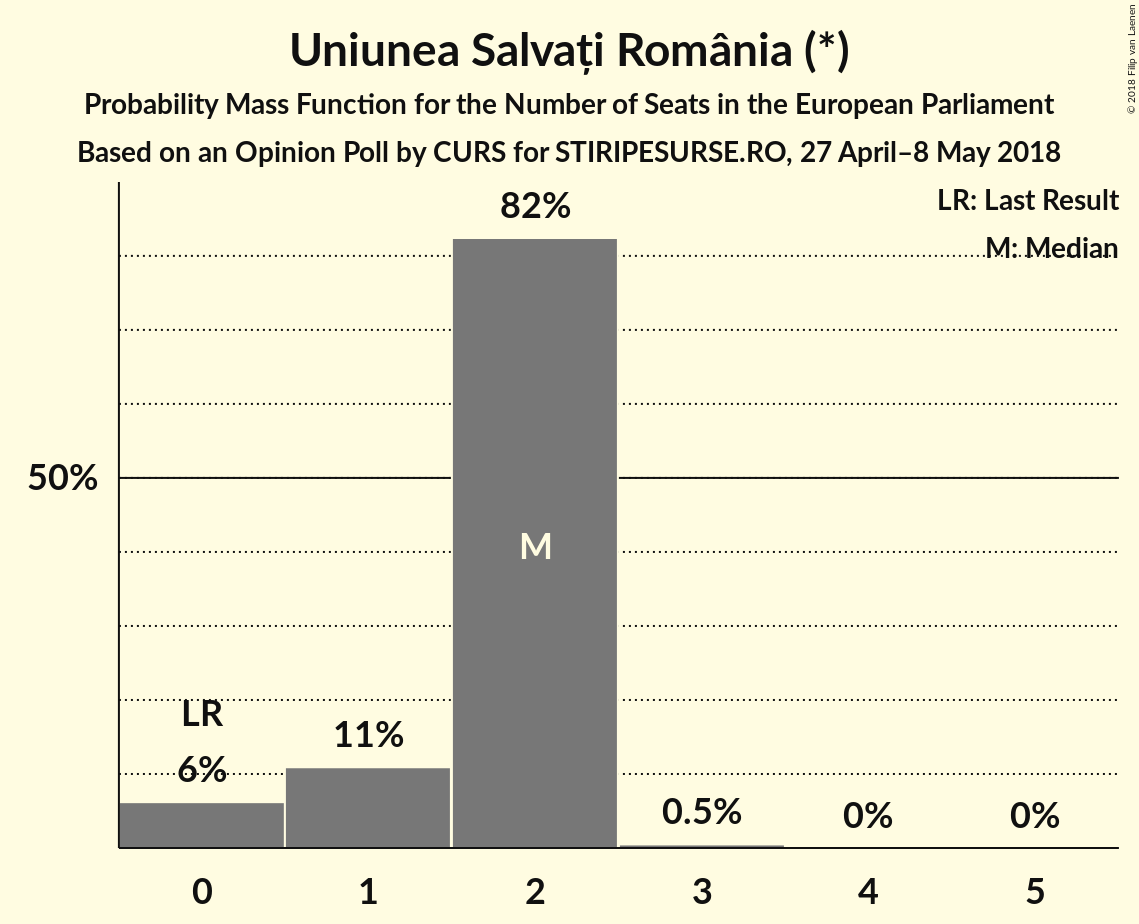 Uniunea Salvați România (*)
Probability Mass Function for the Number of Seats in the European Parliament
Based on an Opinion Poll by CURS for STIRIPESURSE.RO, 27 April–8 May 2018
© 2018 Filip van Laenen
LR: Last Result
M: Median
82%
50%
M
LR
6%
11%
0.5%
0%
0%
0 1 2 3 4 5